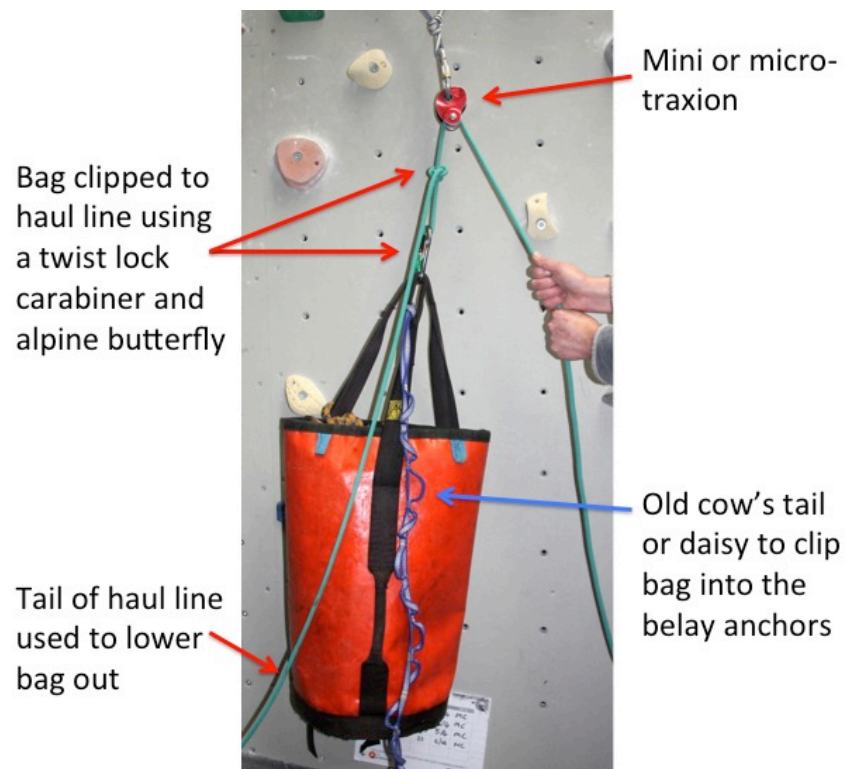 Mini or micro-
traxion
Bag clipped to
haul line using
a twist lock
carabiner and
alpine butterfly
Old cow’s tail
or daisy to clip
bag into the
belay anchors
Tail of haul line
used to lower
bag out